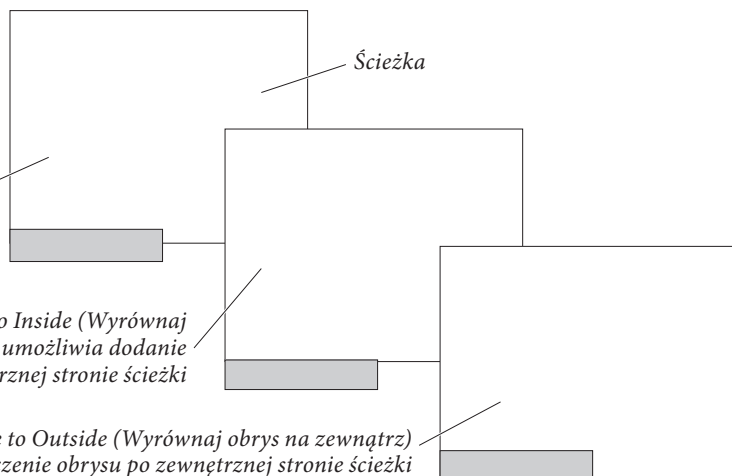 Ścieżka
o Inside (Wyrównaj
umożliwia dodanie
trznej stronie ścieżki
e to Outside (Wyrównaj obrys na zewnątrz)
rzenie obrysu po zewnętrznej stronie ścieżki